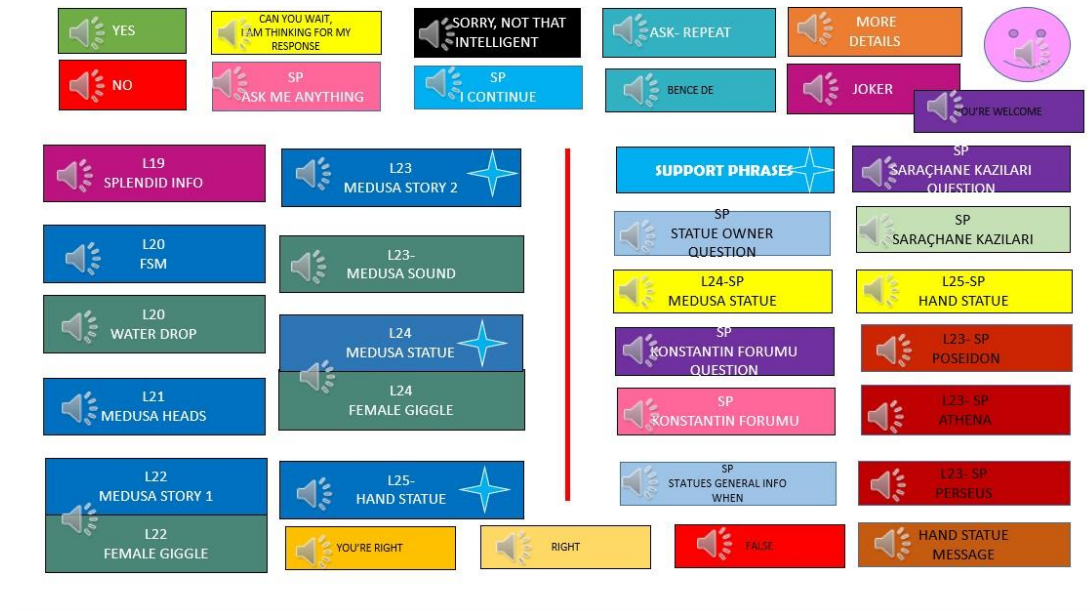 YES
CAN YOU WAIT,
I AM THINKING FOR MY
RESPONSE
SORRY, NOT THAT
INTELLIGENT
ASK- REPEAT
MORE
DETAILS
NO
SP
ASK ME ANYTHING
SP
I CONTINUE
BENCE DE
JOKER
YOU'RE WELCOME
L19
SPLENDID INFO
L23
MEDUSA STORY 2
L20
FSM
L23-
MEDUSA SOUND
L20
WATER DROP
L24
MEDUSA STATUE
L24
FEMALE GIGGLE
L21
MEDUSA HEADS
L22
MEDUSA STORY 1
L22
FEMALE GIGGLE
L25-
HAND STATUE
SUPPORT PHRASES
SP
SARAÇHANE KAZILARI
QUESTION
SP
STATUE OWNER
QUESTION
SP
SARAÇHANE KAZILARI
L24-SP
MEDUSA STATUE
L25-SP
HAND STATUE
SP
KONSTANTIN FORUMU
QUESTION
L23- SP
POSEIDON
SP
KONSTANTIN FORUMU
L23- SP
ATHENA
SP
STATUES GENERAL INFO
WHEN
L23- SP
PERSEUS
YOU'RE RIGHT
RIGHT
FALSE
HAND STATUE
MESSAGE